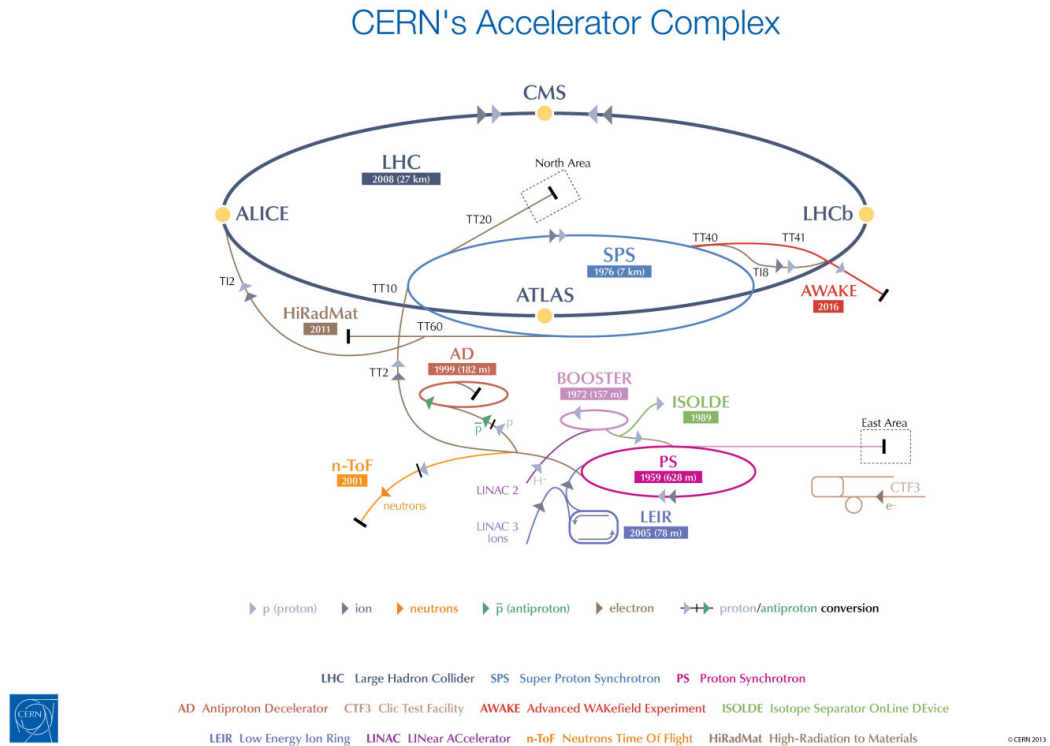 CERN's Accelerator Complex
CMS
LHC
2008 (27 km)
North Area
ALICE
TT20
LHCb
TT40
TT41
SPS
1976 (7 km)
TI8
TI2
TT10
ATLAS
AWAKE
2016
HiRadMat
2011
TT60
AD
1999 (182 m)
TT2
BOOSTER
1972 (157 m)
ISOLDE
1989
p̅
p
East Area
n-ToF
2001
PS
1959 (628 m)
LINAC 2
H-
neutrons
CTF3
e-
LINAC 3
Ions
LEIR
2005 (78 m)
p (proton)
ion
neutrons
p̅ (antiproton)
electron
proton/antiproton conversion
LHC Large Hadron Collider SPS Super Proton Synchrotron PS Proton Synchrotron
AD Antiproton Decelerator CTF3 Clic Test Facility AWAKE Advanced WAKefield Experiment ISOLDE Isotope Separator OnLine DEvice
LEIR Low Energy Ion Ring LINAC LINear ACcelerator n-ToF Neutrons Time Of Flight HiRadMat High-Radiation to Materials
CERN
© CERN 2013